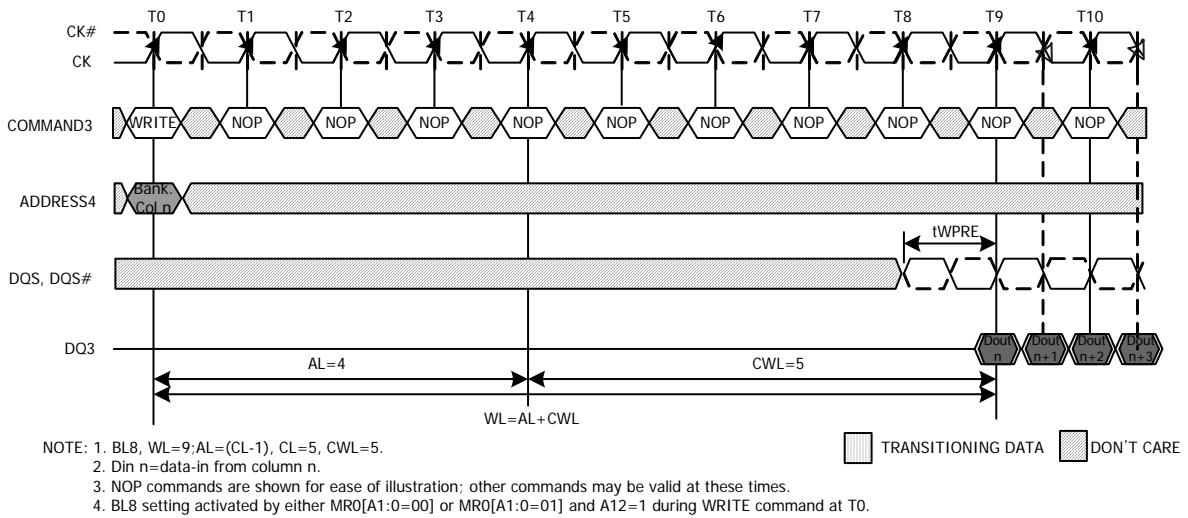 T0 T1 T2 T3 T4 T5 T6 T7 T8 T9 T10
CK#
CK
COMMAND3 WRITE NOP NOP NOP NOP NOP NOP NOP NOP NOP NOP
ADDRESS4 Bank.
Col n
tWPRE
DQS, DQS#
DQ3 Dout
n Dout
n+1 Dout
n+2 Dout
n+3
AL=4 CWL=5
WL=AL+CWL
NOTE: 1. BL8, WL=9;AL=(CL-1), CL=5, CWL=5.
2. Din n=data-in from column n.
3. NOP commands are shown for ease of illustration; other commands may be valid at these times.
4. BL8 setting activated by either MR0[A1:0=00] or MR0[A1:0=01] and A12=1 during WRITE command at T0.
TRANSITIONING DATA DON'T CARE